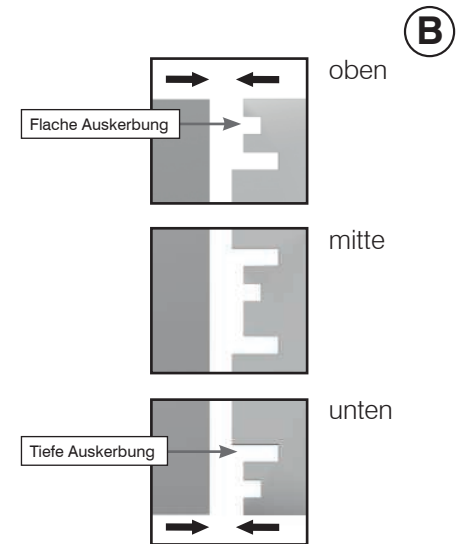 B
oben
Flache Auskerbung
mitte
unten
Tiefe Auskerbung